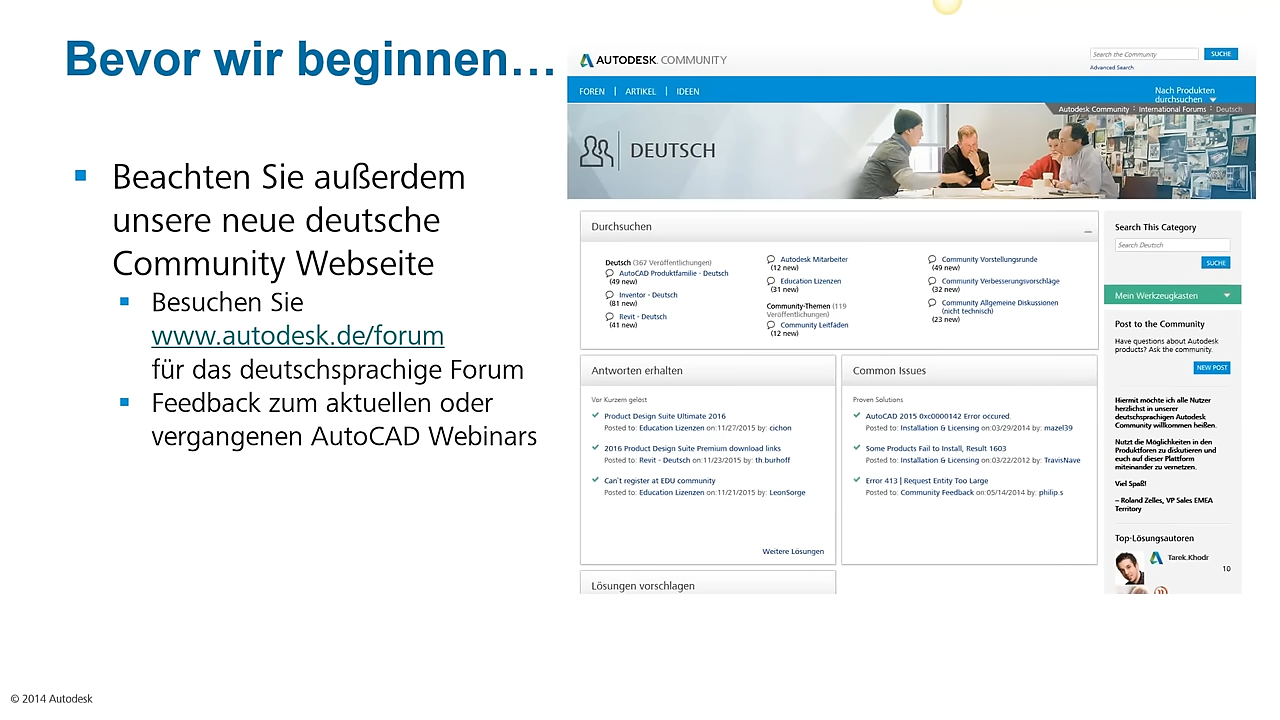 Bevor wir beginnen…
Beachten Sie außerdem
unsere neue deutsche
Community Webseite
Besuchen Sie
www.autodesk.de/forum
für das deutschsprachige Forum
Feedback zum aktuellen oder
vergangenen AutoCAD Webinars
AUTODESK. COMMUNITY
Search the Community
SUCHE
Advanced Search
FOREN | ARTIKEL | IDEEN
Nach Produkten
durchsuchen
Autodesk Community : International Forums : Deutsch
DEUTSCH
Durchsuchen
Deutsch (367 Veröffentlichungen)
AutoCAD Produktfamilie - Deutsch
(49 new)
Inventor - Deutsch
(81 new)
Revit - Deutsch
(41 new)
Autodesk Mitarbeiter
(12 new)
Education Lizenzen
(31 new)
Community-Themen (119
Veröffentlichungen)
Community Leitfäden
(12 new)
Community Vorstellungsrunde
(49 new)
Community Verbesserungsvorschläge
(32 new)
Community Allgemeine Diskussionen
(nicht technisch)
(23 new)
Antworten erhalten
Vor Kurzem gelöst
Product Design Suite Ultimate 2016
Posted to: Education Lizenzen on:11/27/2015 by: cichon
2016 Product Design Suite Premium download links
Posted to: Revit - Deutsch on:11/23/2015 by: th.burhoff
Can't register at EDU community
Posted to: Education Lizenzen on:11/21/2015 by: LeonSorge
Weitere Lösungen
Common Issues
Proven Solutions
AutoCAD 2015 0xc0000142 Error occured.
Posted to: Installation & Licensing on:03/29/2014 by: mazel39
Some Products Fail to Install, Result 1603
Posted to: Installation & Licensing on:03/22/2012 by: TravisNave
Error 413 | Request Entity Too Large
Posted to: Community Feedback on:05/14/2014 by: philip.s
Lösungen vorschlagen
Search This Category
Search Deutsch
SUCHE
Mein Werkzeugkasten
Post to the Community
Have questions about Autodesk
products? Ask the community.
NEW POST
Hiermit möchte ich alle Nutzer
herzlichst in unserer
deutschsprachigen Autodesk
Community willkommen heißen.
Nutzt die Möglichkeiten in den
Produktforen zu diskutieren und
euch auf dieser Plattform
miteinander zu vernetzen.
Viel Spaß!
– Roland Zelles, VP Sales EMEA
Territory
Top-Lösungsautoren
Tarek.Khodr
10
© 2014 Autodesk